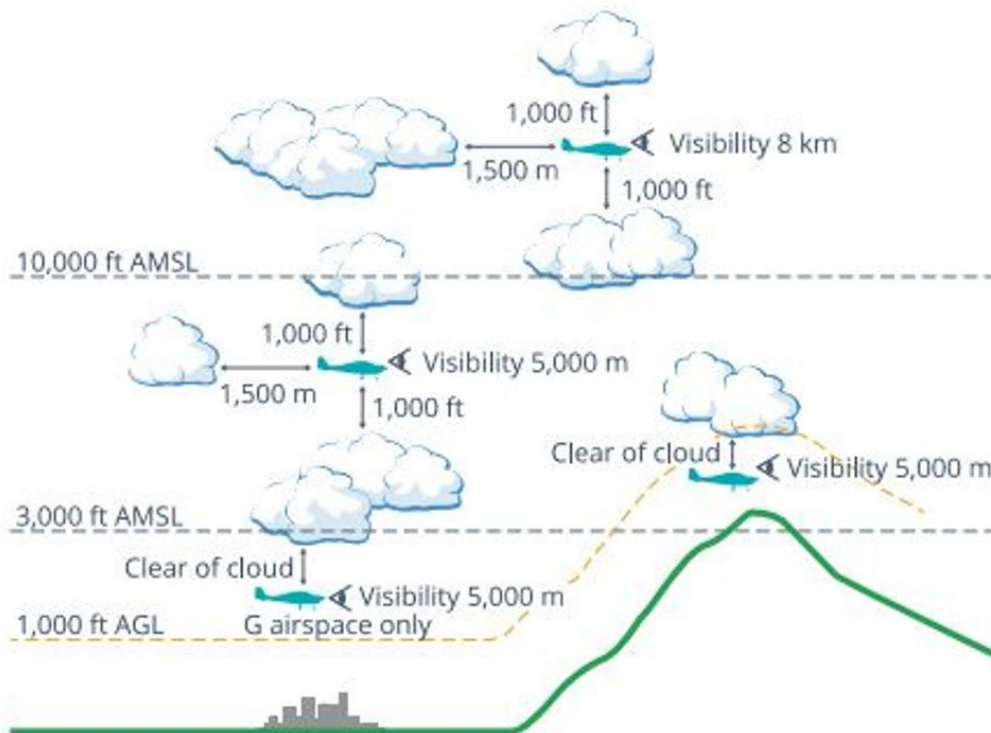 1,000 ft
Visibility 8 km
1,500 m
1,000 ft
10,000 ft AMSL
1,000 ft
Visibility 5,000 m
1,500 m
1,000 ft
Clear of cloud
Visibility 5,000 m
3,000 ft AMSL
Clear of cloud
Visibility 5,000 m
1,000 ft AGL
G airspace only